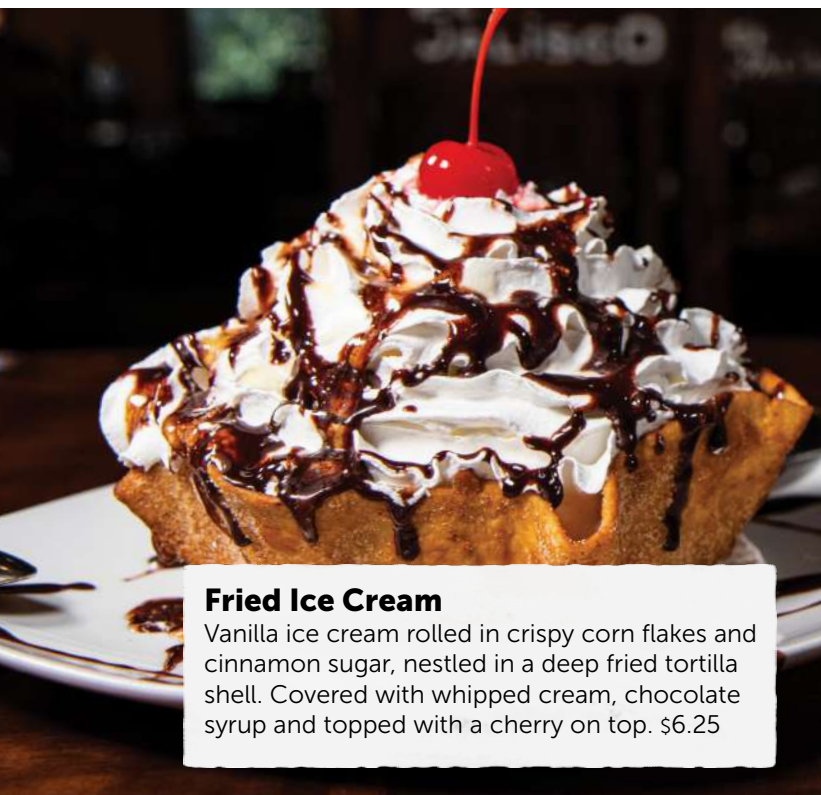 JALISCO
Fried Ice Cream
Vanilla ice cream rolled in crispy corn flakes and
cinnamon sugar, nestled in a deep fried tortilla
shell. Covered with whipped cream, chocolate
syrup and topped with a cherry on top. $6.25